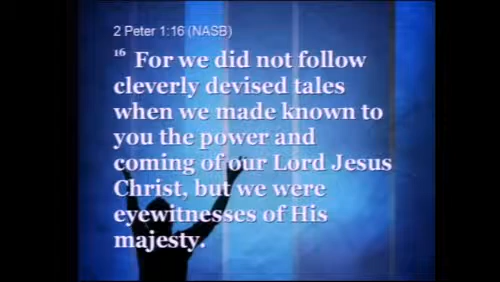 2 Peter 1:16 (NASB)
16 For we did not follow
cleverly devised tales
when we made known to
you the power and
coming of our Lord Jesus
Christ, but we were
eyewitnesses of His
majesty.